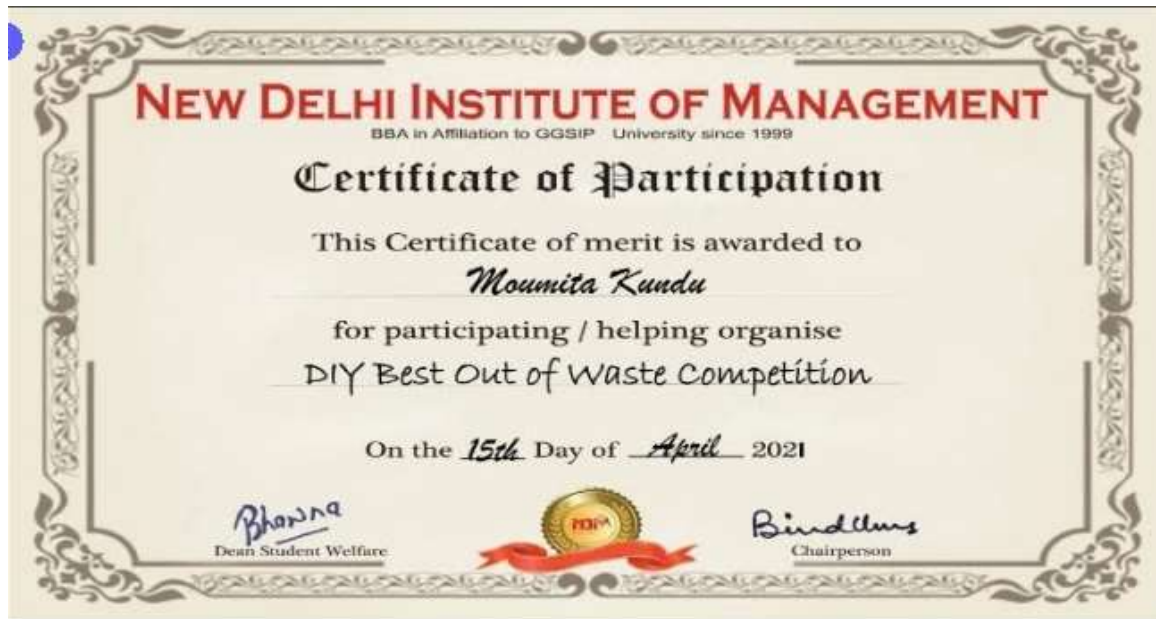 NEW DELHI INSTITUTE OF MANAGEMENT
BBA in Affiliation to GGSIP University since 1999
Certificate of Participation
This Certificate of merit is awarded to
Moumita Kundu
for participating / helping organise
DIY Best Out of Waste Competition
On the 15th Day of April 2021
Bhawna
Dean Student Welfare
Chairperson